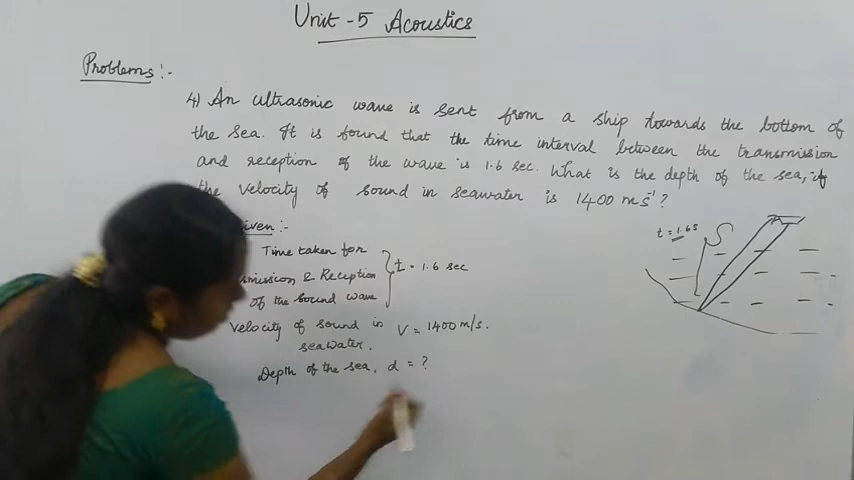 Unit - 5 Acoustics
Problems :-
4) An ultrasonic wave is sent from a ship towards the bottom of
the sea. It is found that the time interval between the transmission
and reception of the wave is 1.6 sec. What is the depth of the sea, if
the velocity of sound in seawater is 1400 ms⁻¹?
t = 1.6s
Given :-
Time taken for
mission & Reception
of the sound wave
t = 1.6 sec
Velocity of sound in
seawater.
V = 1400 m/s.
Depth of the sea, d = ?